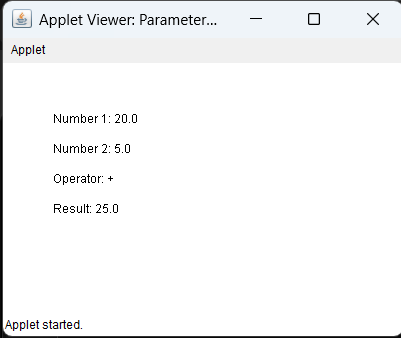 Applet Viewer: Parameter...
Applet
Number 1: 20.0
Number 2: 5.0
Operator: +
Result: 25.0
Applet started.